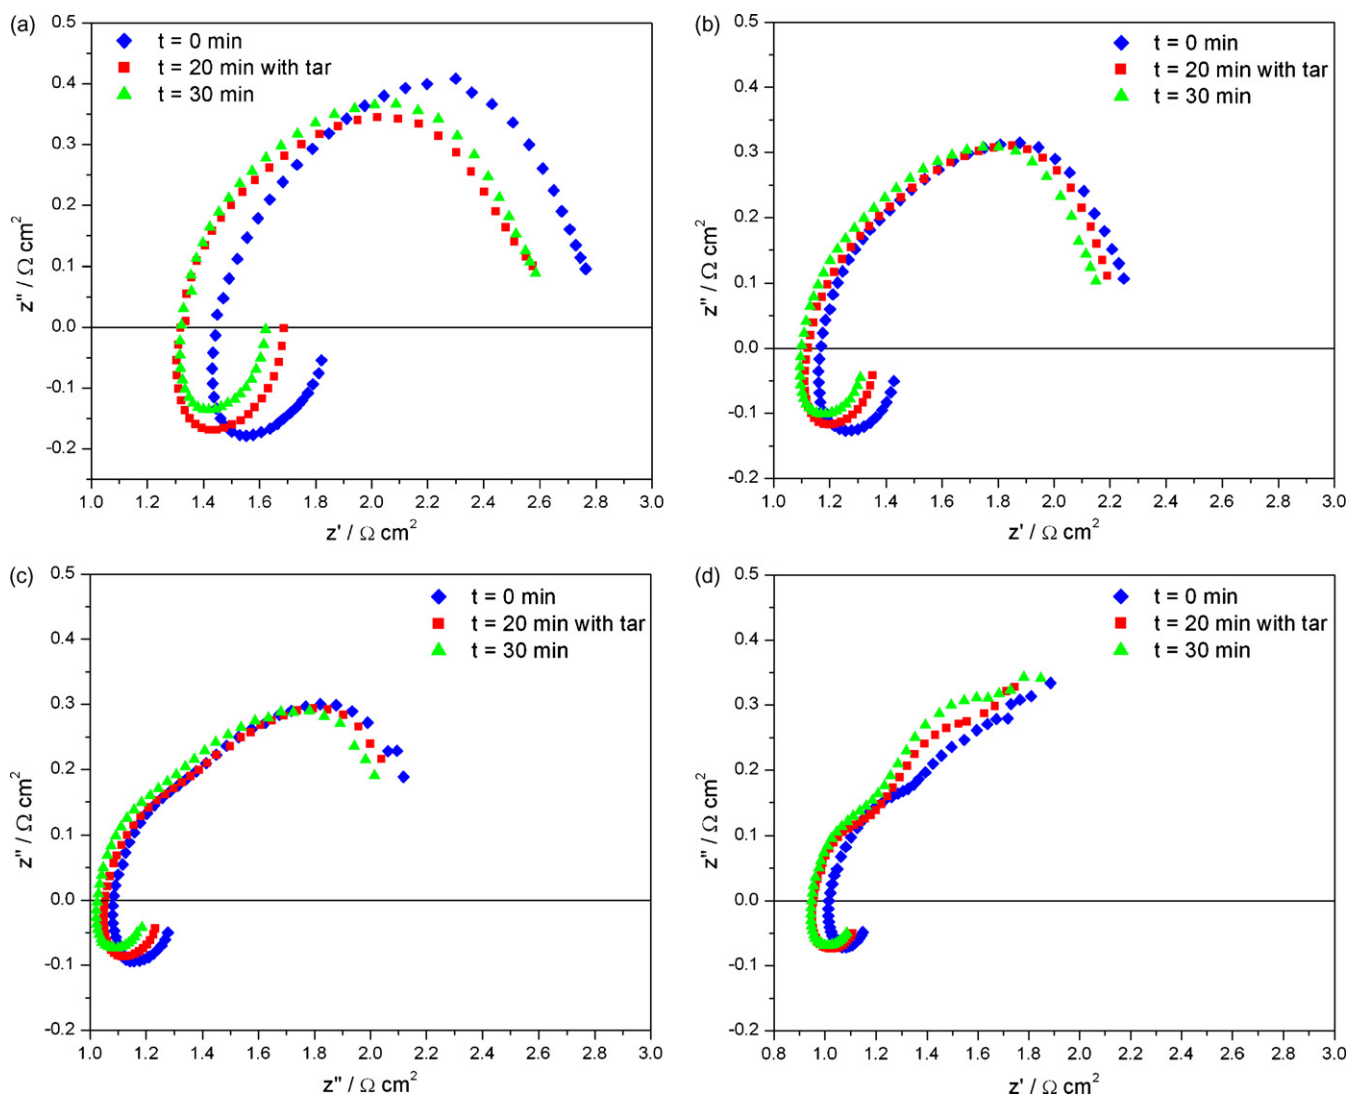 (a)
t = 0 min
t = 20 min with tar
t = 30 min
0.5
0.4
0.3
0.2
0.1
0.0
-0.1
-0.2
z" / Ω cm²
1.0 1.2 1.4 1.6 1.8 2.0 2.2 2.4 2.6 2.8 3.0
z' / Ω cm²
(b)
t = 0 min
t = 20 min with tar
t = 30 min
0.5
0.4
0.3
0.2
0.1
0.0
-0.1
-0.2
z" / Ω cm²
1.0 1.2 1.4 1.6 1.8 2.0 2.2 2.4 2.6 2.8 3.0
z' / Ω cm²
(c)
t = 0 min
t = 20 min with tar
t = 30 min
0.5
0.4
0.3
0.2
0.1
0.0
-0.1
-0.2
z" / Ω cm²
1.0 1.2 1.4 1.6 1.8 2.0 2.2 2.4 2.6 2.8 3.0
z" / Ω cm²
(d)
t = 0 min
t = 20 min with tar
t = 30 min
0.5
0.4
0.3
0.2
0.1
0.0
-0.1
-0.2
z" / Ω cm²
0.8 1.0 1.2 1.4 1.6 1.8 2.0 2.2 2.4 2.6 2.8 3.0
z' / Ω cm²